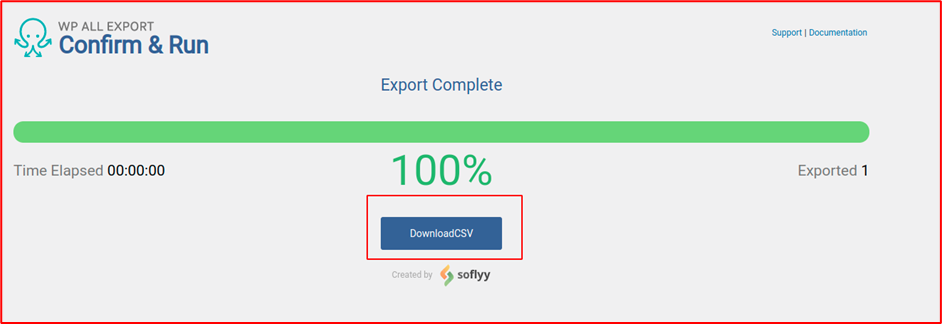 WP ALL EXPORT
Confirm & Run
Support | Documentation
Export Complete
Time Elapsed 00:00:00
100%
Exported 1
DownloadCSV
Created by soflyy